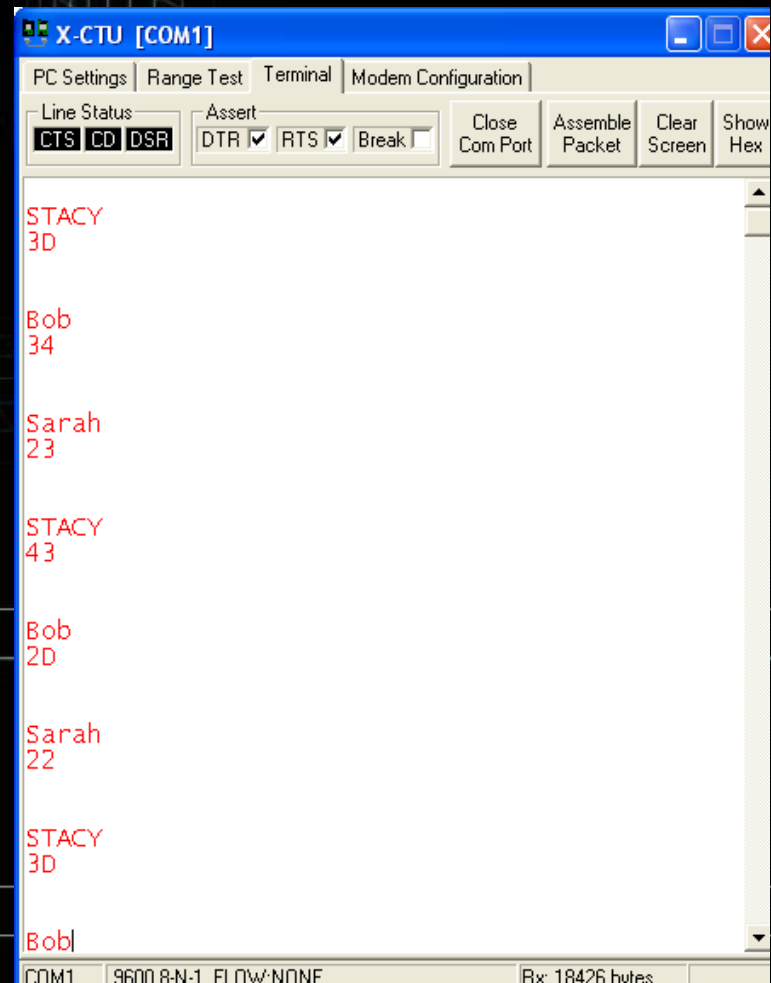 X-CTU [COM1]
PC Settings Range Test Terminal Modem Configuration
Line Status Assert
CTS CD DSR DTR RTS Break Close Com Port Assemble Packet Clear Screen Show Hex
STACY
3D
Bob
34
Sarah
23
STACY
43
Bob
2D
Sarah
22
STACY
3D
Bob
COM1 9600 8-N-1 FLOW:NONE Rx: 18426 bytes